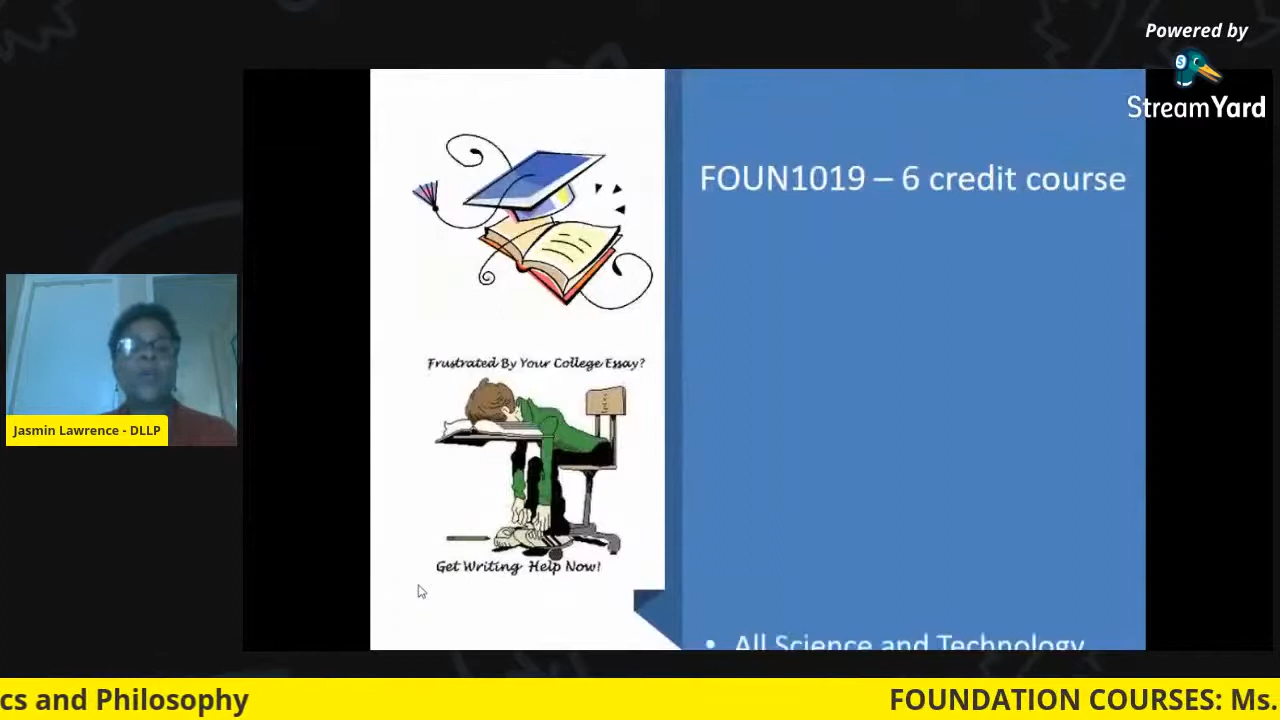 Powered by
StreamYard
FOUN1019 – 6 credit course
Frustrated By Your College Essay?
Get Writing Help Now!
Jasmin Lawrence - DLLP
• All Science and Technology
cs and Philosophy
FOUNDATION COURSES: Ms.